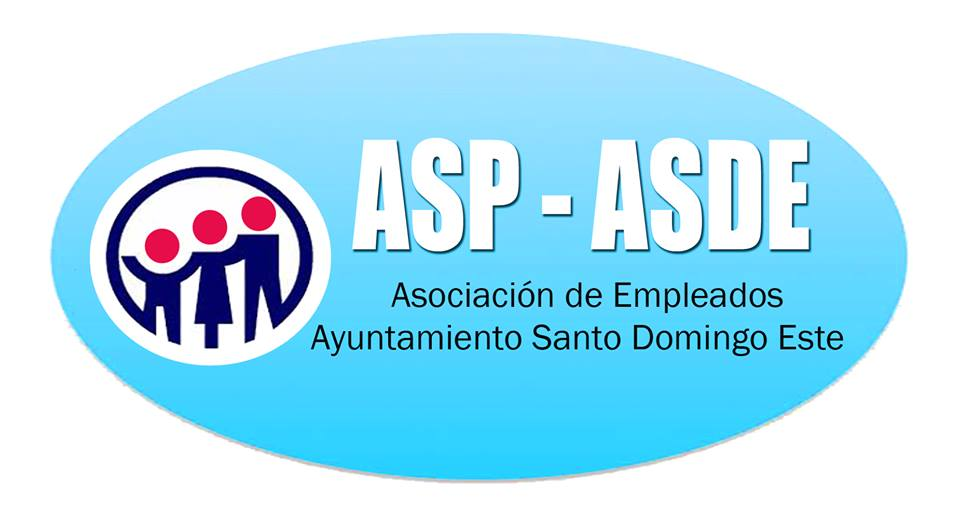 ASP - ASDE
Asociación de Empleados
Ayuntamiento Santo Domingo Este